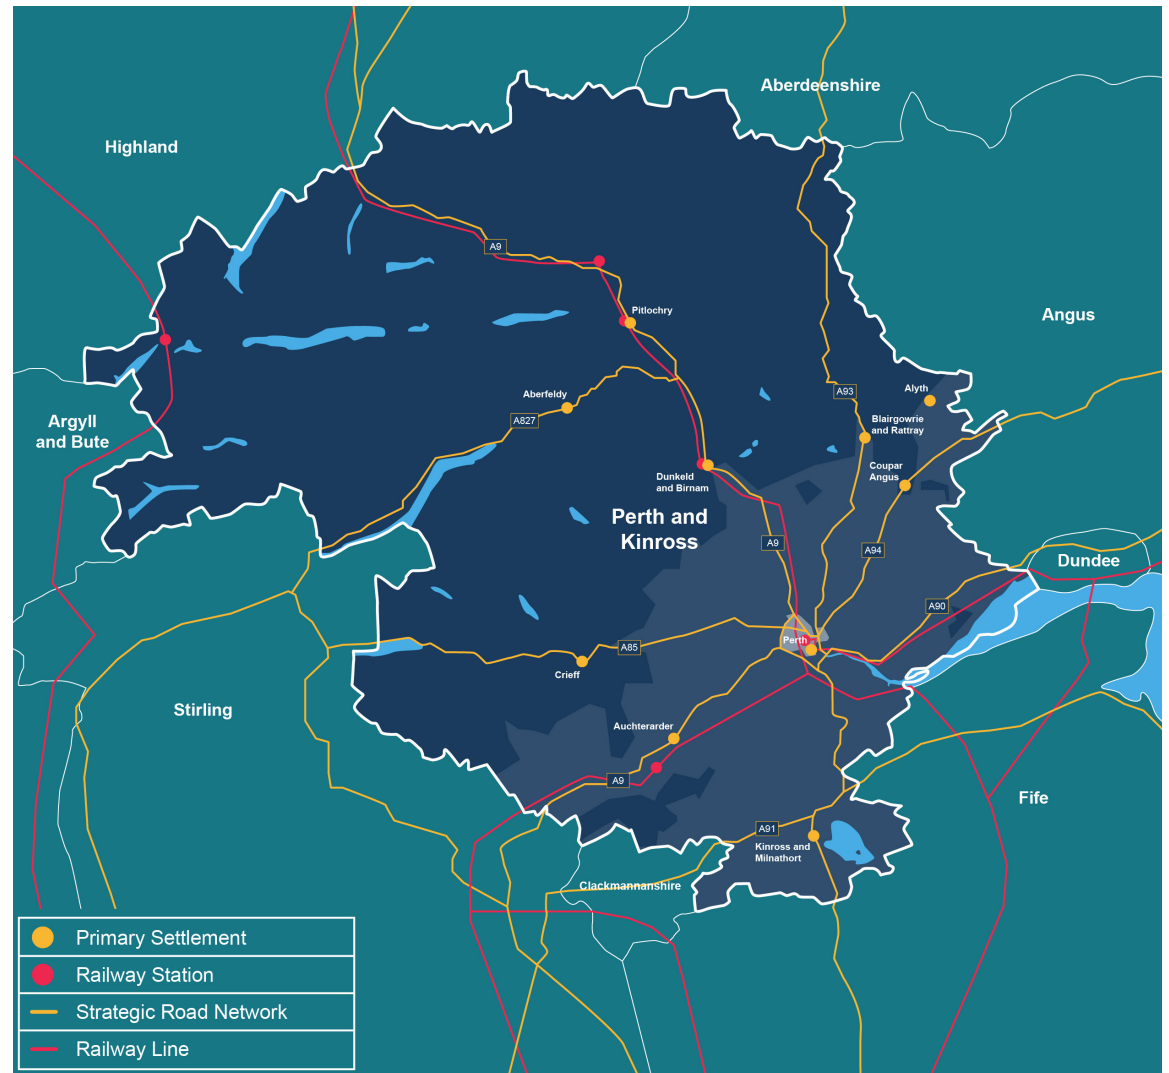 Aberdeenshire
Highland
A9
Angus
Pitlochry
Argyll
and Bute
Aberfeldy
A827
A93
Alyth
Blairgowrie
and Rattray
Coupar
Angus
Dunkeld
and Birnam
Perth and
Kinross
A9
A94
Dundee
A90
Perth
A85
Crieff
Stirling
Auchterarder
A9
Fife
A91
Kinross and
Milnathort
Clackmannanshire
Primary Settlement
Railway Station
Strategic Road Network
Railway Line